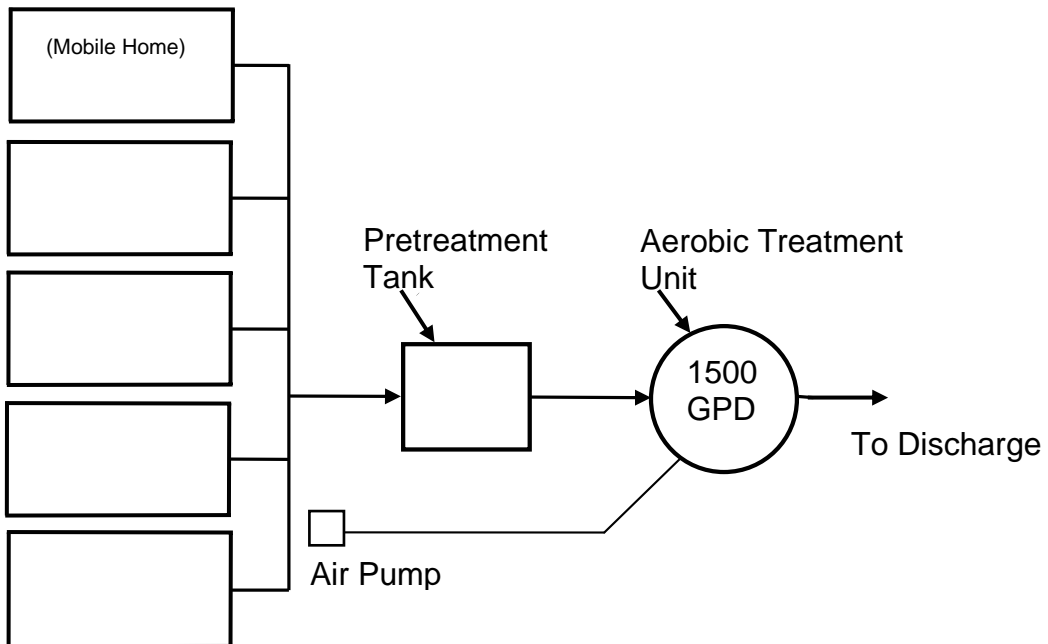 (Mobile Home)
Pretreatment
Tank
Aerobic Treatment
Unit
1500
GPD
To Discharge
Air Pump